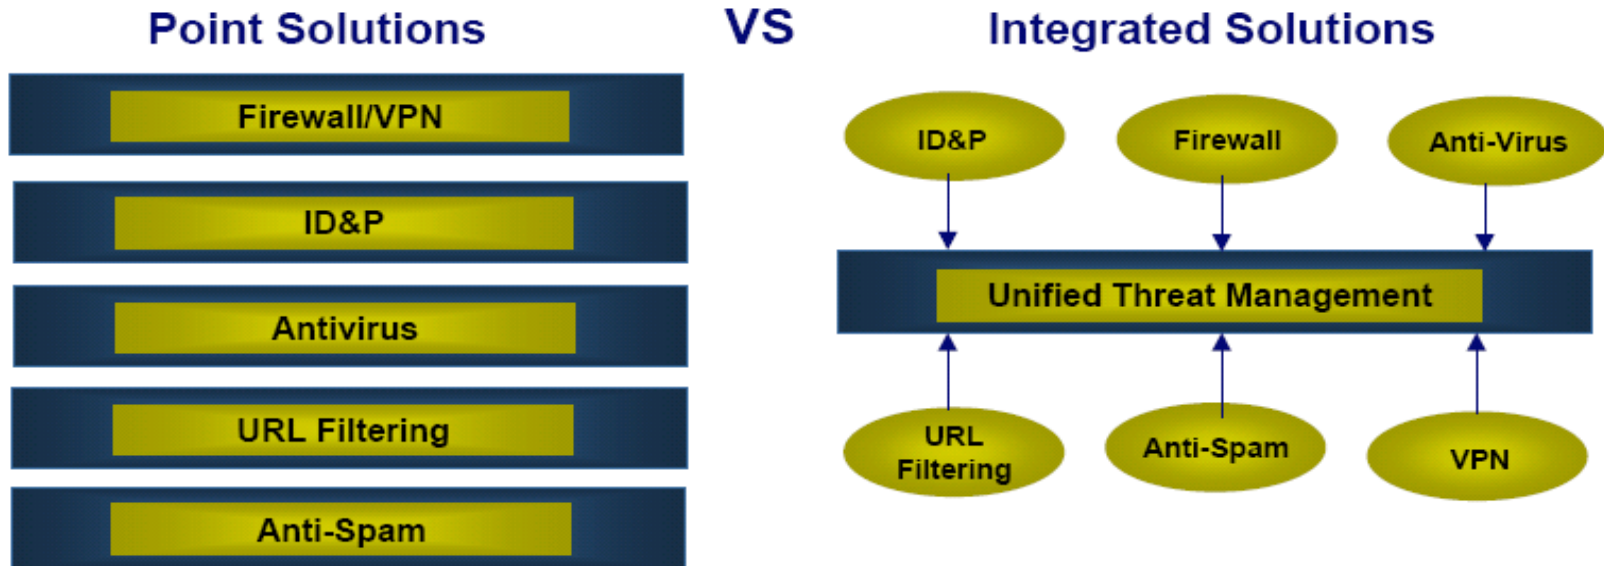 Point Solutions
VS
Integrated Solutions
Firewall/VPN
ID&P
Antivirus
URL Filtering
Anti-Spam
ID&P
Firewall
Anti-Virus
Unified Threat Management
URL
Filtering
Anti-Spam
VPN